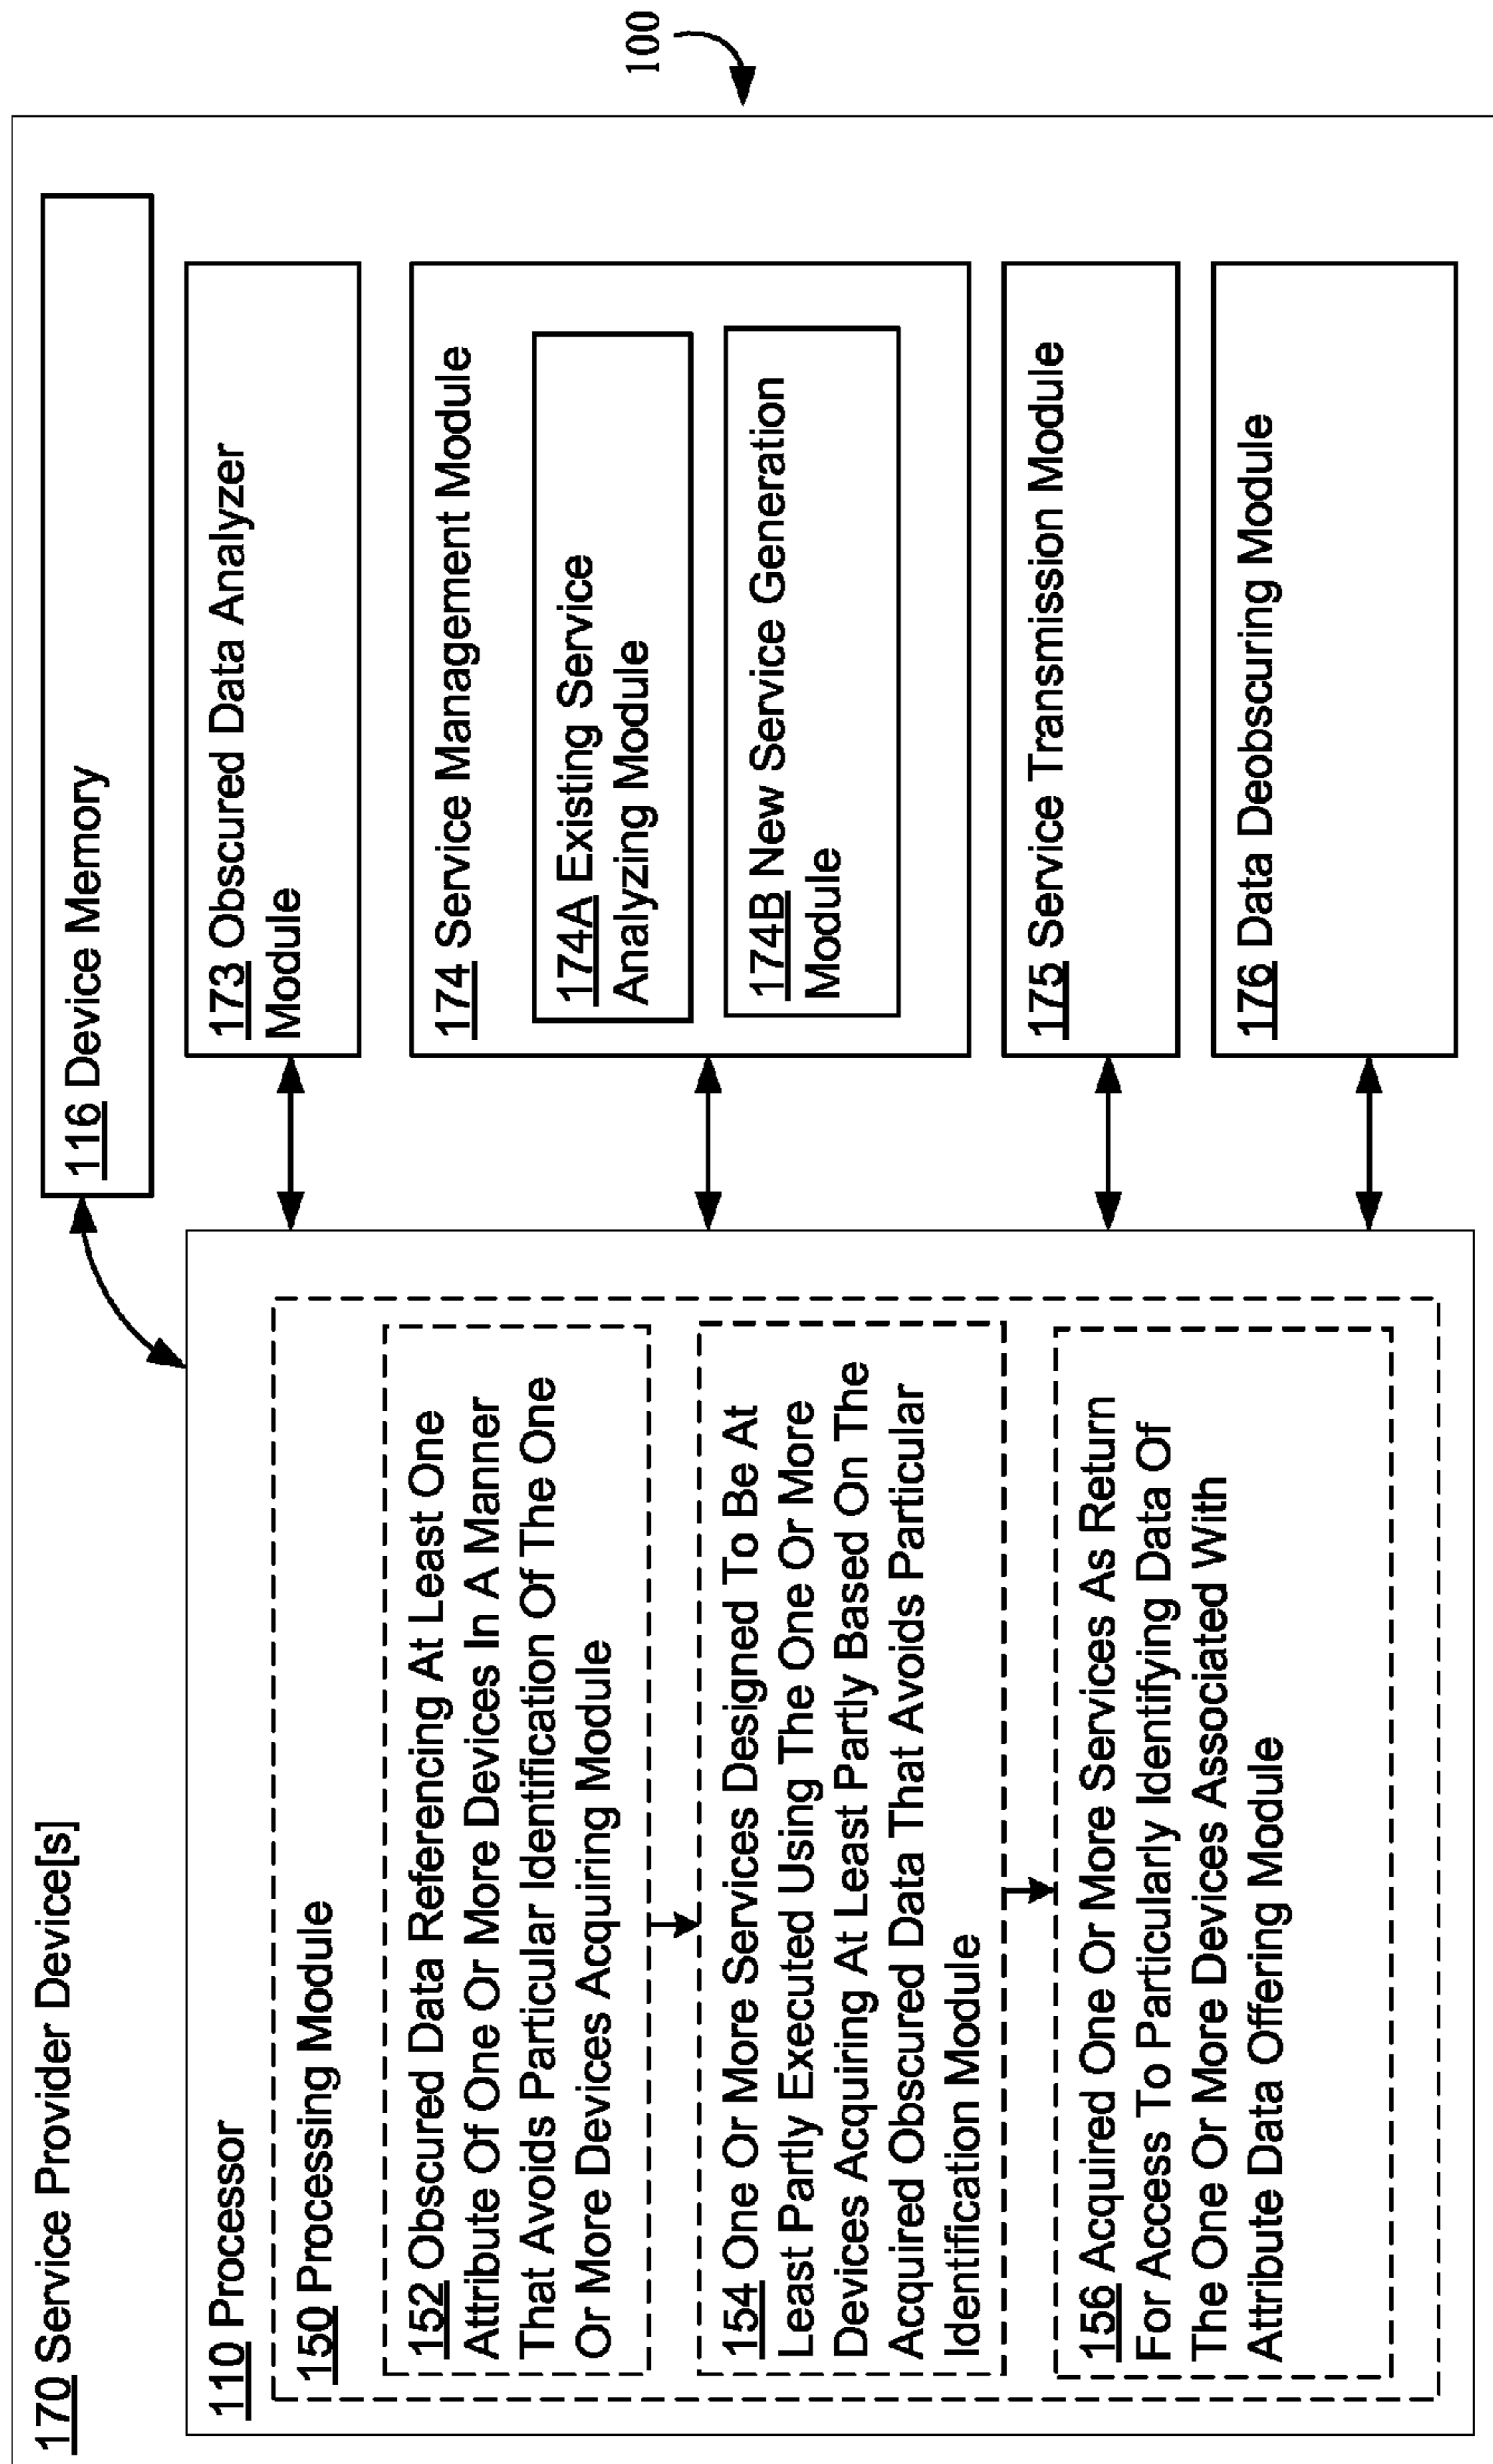 170 Service Provider Device[s]
110 Processor
150 Processing Module
152 Obscured Data Referencing At Least One
Attribute Of One Or More Devices In A Manner
That Avoids Particular Identification Of The One
Or More Devices Acquiring Module
154 One Or More Services Designed To Be At
Least Partly Executed Using The One Or More
Devices Acquiring At Least Partly Based On The
Acquired Obscured Data That Avoids Particular
Identification Module
156 Acquired One Or More Services As Return
For Access To Particularly Identifying Data Of
The One Or More Devices Associated With
Attribute Data Offering Module
116 Device Memory
173 Obscured Data Analyzer
Module
174 Service Management Module
174A Existing Service
Analyzing Module
174B New Service Generation
Module
175 Service Transmission Module
176 Data Deobscuring Module
100